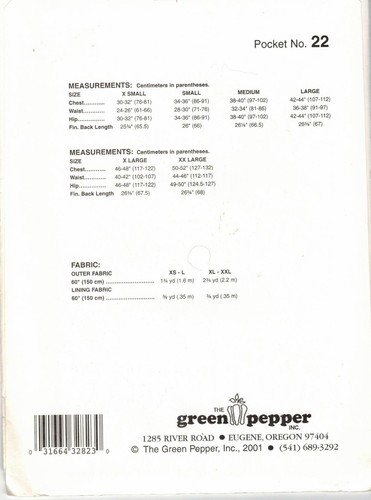 Pocket No. 22
MEASUREMENTS: Centimeters in parentheses.
SIZE X SMALL SMALL MEDIUM LARGE
Chest............. 30-32" (76-81) 34-36" (86-91) 38-40" (97-102) 42-44" (107-112)
Waist............. 24-26" (61-66) 28-30" (71-76) 32-34" (81-86) 36-38" (91-97)
Hip................ 30-32" (76-81) 34-36" (86-91) 38-40" (97-102) 42-44" (107-112)
Fin. Back Length 25¾" (65.5) 26" (66) 26¼" (66.5) (67)
MEASUREMENTS: Centimeters in parentheses.
SIZE X LARGE XX LARGE
Chest............. 46-48" (117-122) 50-52" (127-132)
Waist............. 40-42" (102-107) 44-46" (112-117)
Hip................ 46-48" (117-122) 49-50" (124.5-127)
Fin. Back Length (67.5) 26¾" (68)
FABRIC:
OUTER FABRIC XS - L XL - XXL
60" (150 cm) ........................ 1¾ yd (1.6 m) (2.2 m)
LINING FABRIC
60" (150 cm) ........................ ⅜ yd (.35 m) ⅜ yd (.35 m)
THE
green pepper
INC.
1285 RIVER ROAD ● EUGENE, OREGON 97404
© The Green Pepper, Inc., 2001 ● (541) 689-3292
0 31664 32823 0